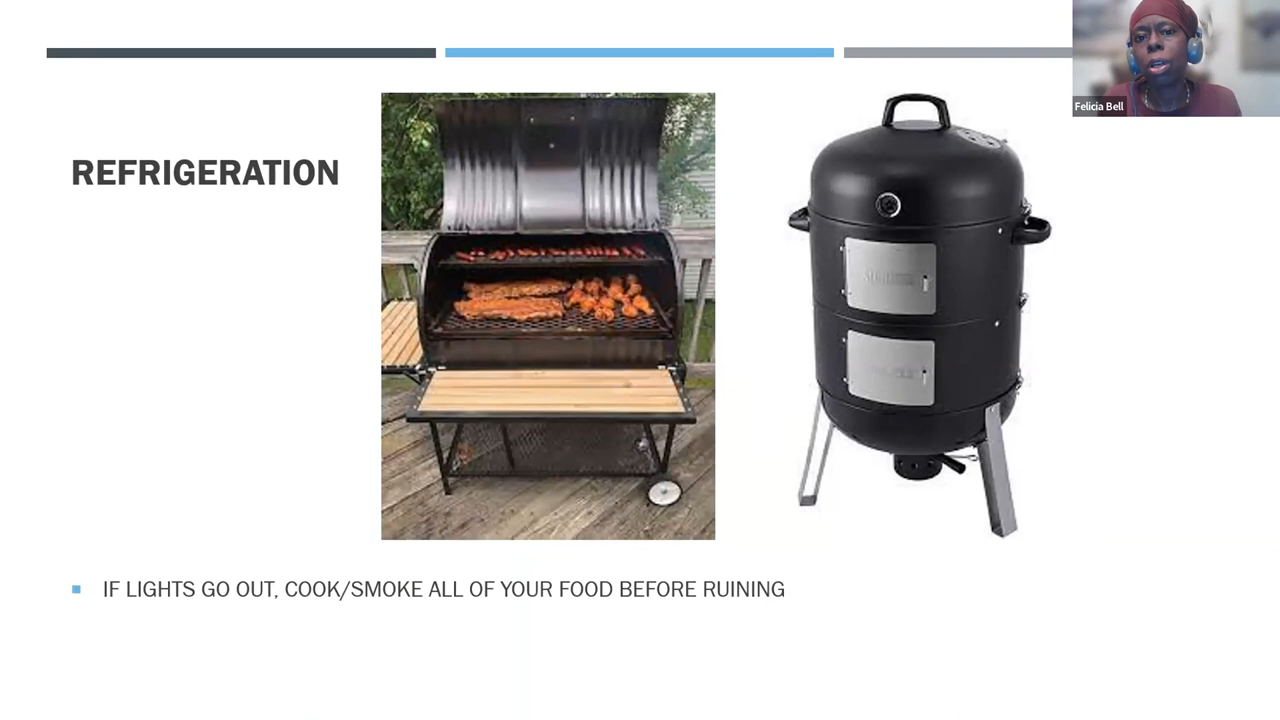 Felicia Bell
REFRIGERATION
IF LIGHTS GO OUT, COOK/SMOKE ALL OF YOUR FOOD BEFORE RUINING